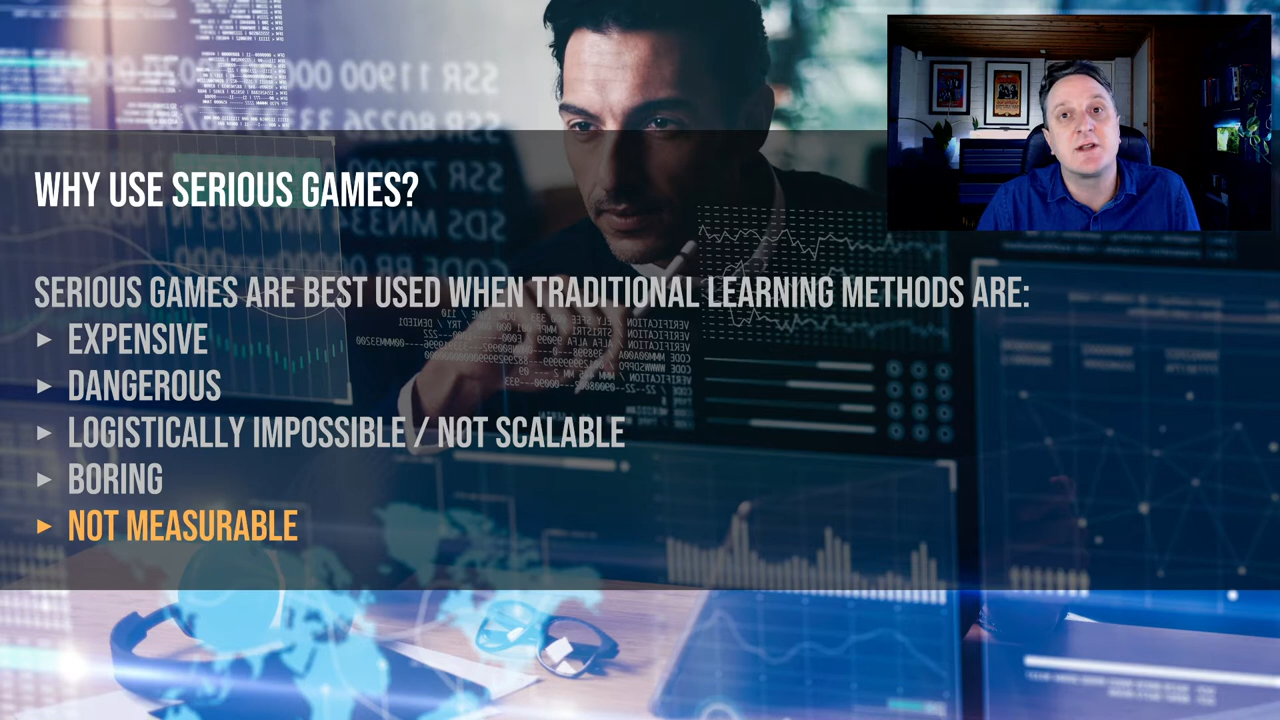 WHY USE SERIOUS GAMES?
SERIOUS GAMES ARE BEST USED WHEN TRADITIONAL LEARNING METHODS ARE:
▸ EXPENSIVE
▸ DANGEROUS
▸ LOGISTICALLY IMPOSSIBLE / NOT SCALABLE
▸ BORING
▸ NOT MEASURABLE